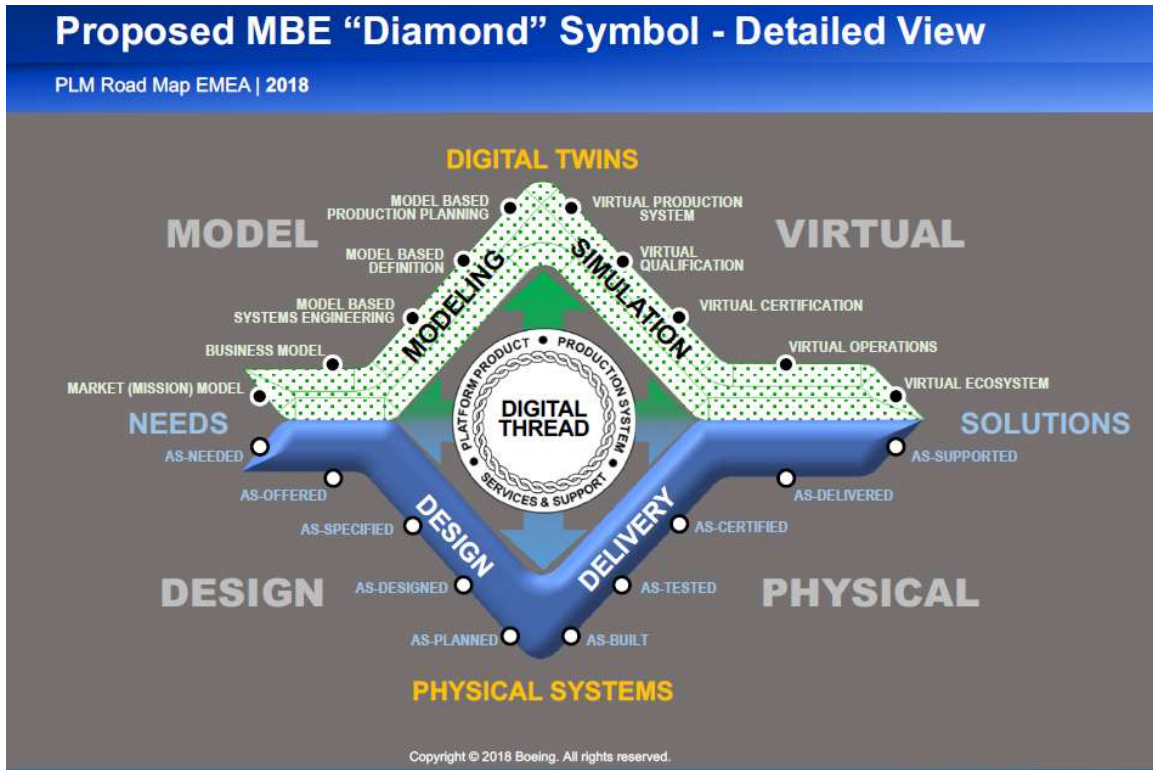 Proposed MBE “Diamond” Symbol - Detailed View
PLM Road Map EMEA | 2018
DIGITAL TWINS
MODEL
VIRTUAL
MODEL BASED
PRODUCTION PLANNING
VIRTUAL PRODUCTION
SYSTEM
MODEL BASED
DEFINITION
VIRTUAL
QUALIFICATION
MODELING
SIMULATION
MODEL BASED
SYSTEMS ENGINEERING
VIRTUAL CERTIFICATION
BUSINESS MODEL
VIRTUAL OPERATIONS
MARKET (MISSION) MODEL
VIRTUAL ECOSYSTEM
NEEDS
SOLUTIONS
PLATFORM PRODUCT • PRODUCTION SYSTEM • SERVICES & SUPPORT •
DIGITAL
THREAD
AS-NEEDED
AS-SUPPORTED
AS-OFFERED
AS-DELIVERED
AS-SPECIFIED
AS-CERTIFIED
DESIGN
DELIVERY
DESIGN
PHYSICAL
AS-DESIGNED
AS-TESTED
AS-PLANNED
AS-BUILT
PHYSICAL SYSTEMS
Copyright © 2018 Boeing. All rights reserved.